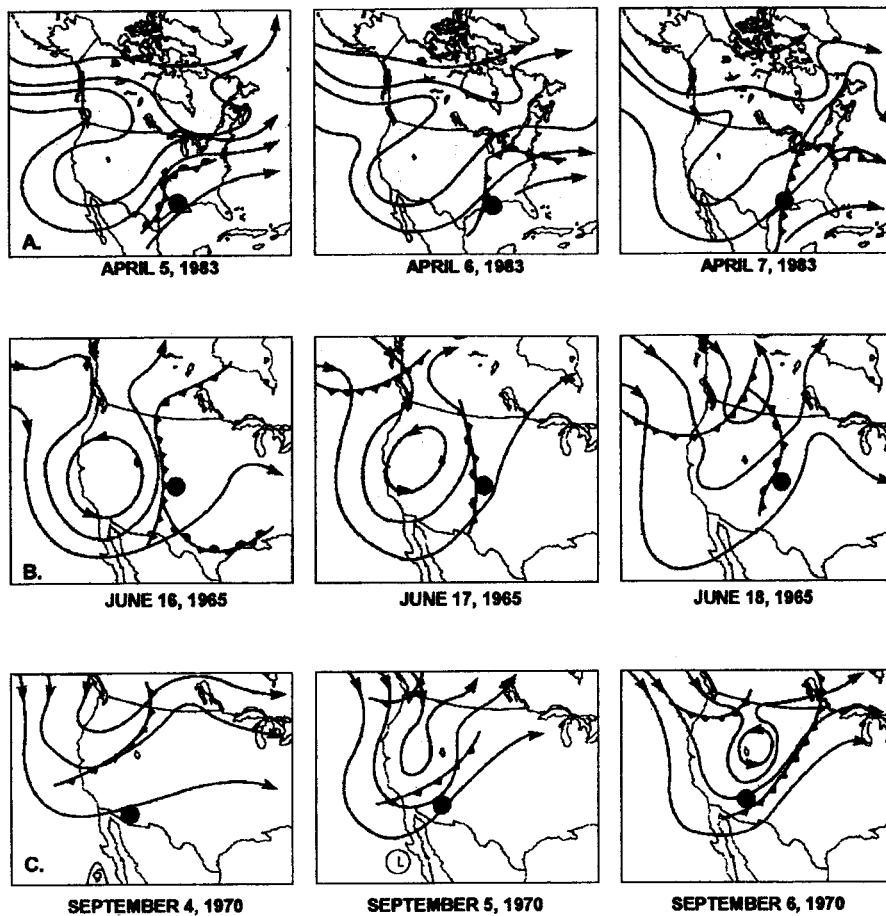 A.
APRIL 5, 1983
APRIL 6, 1983
APRIL 7, 1983
B.
JUNE 16, 1965
JUNE 17, 1965
JUNE 18, 1965
C.
L
SEPTEMBER 4, 1970
SEPTEMBER 5, 1970
SEPTEMBER 6, 1970